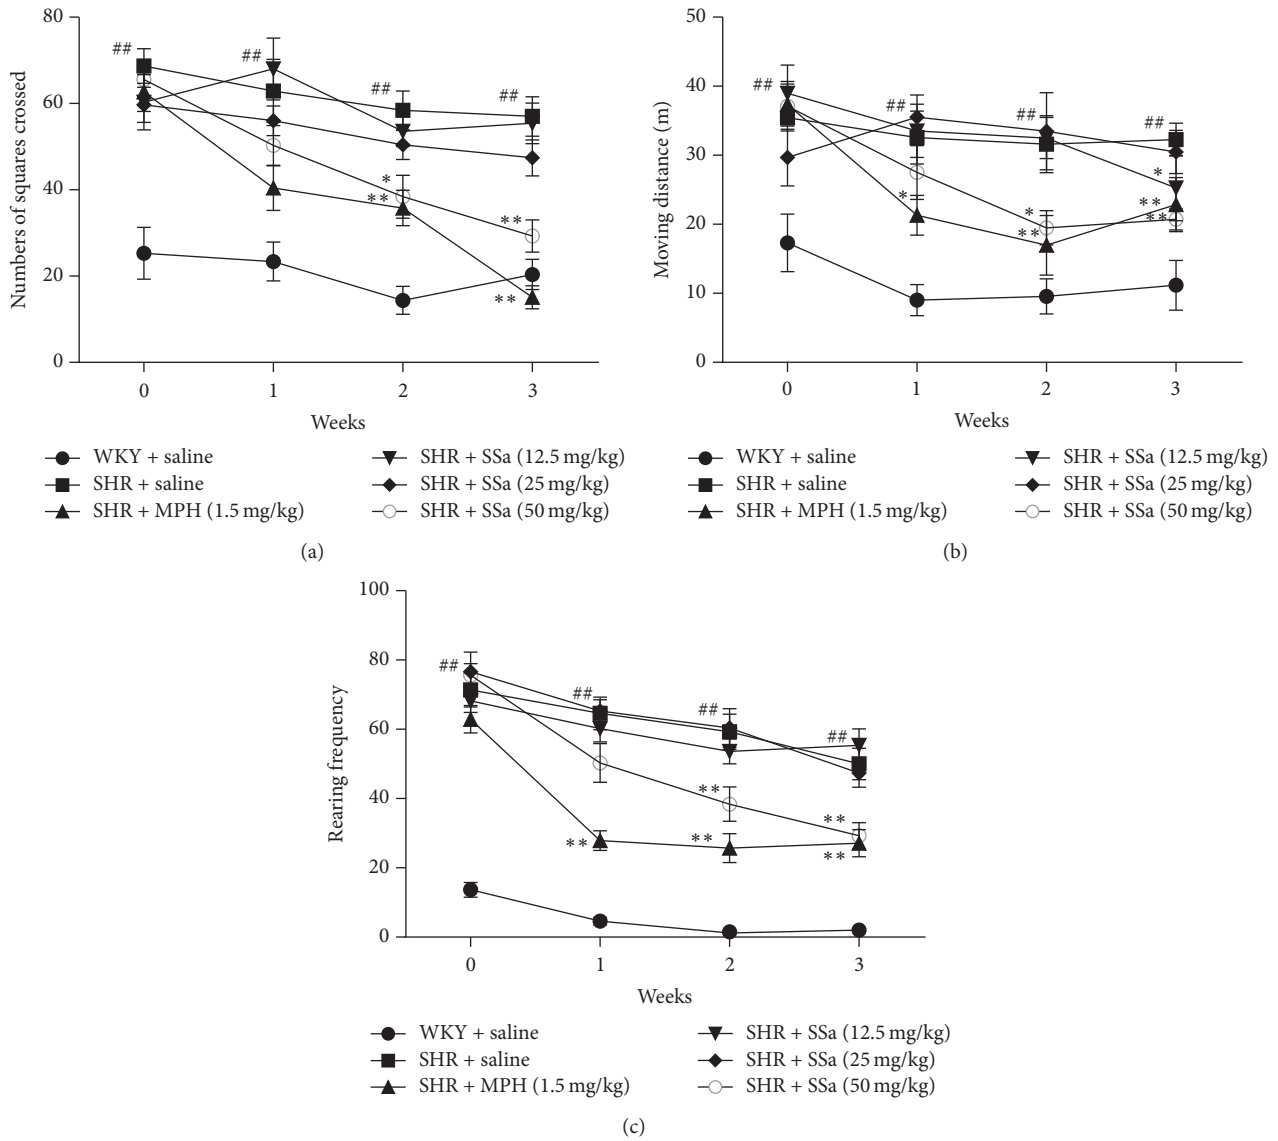 80
60
40
20
0
Numbers of squares crossed
##
##
##
##
*
**
**
**
0 1 2 3
Weeks
WKY + saline
SHR + saline
SHR + MPH (1.5 mg/kg)
SHR + SSa (12.5 mg/kg)
SHR + SSa (25 mg/kg)
SHR + SSa (50 mg/kg)
(a)
50
40
30
20
10
0
Moving distance (m)
##
##
##
##
*
*
**
*
**
**
0 1 2 3
Weeks
WKY + saline
SHR + saline
SHR + MPH (1.5 mg/kg)
SHR + SSa (12.5 mg/kg)
SHR + SSa (25 mg/kg)
SHR + SSa (50 mg/kg)
(b)
100
80
60
40
20
0
Rearing frequency
##
##
##
##
**
**
**
**
**
0 1 2 3
Weeks
WKY + saline
SHR + saline
SHR + MPH (1.5 mg/kg)
SHR + SSa (12.5 mg/kg)
SHR + SSa (25 mg/kg)
SHR + SSa (50 mg/kg)
(c)